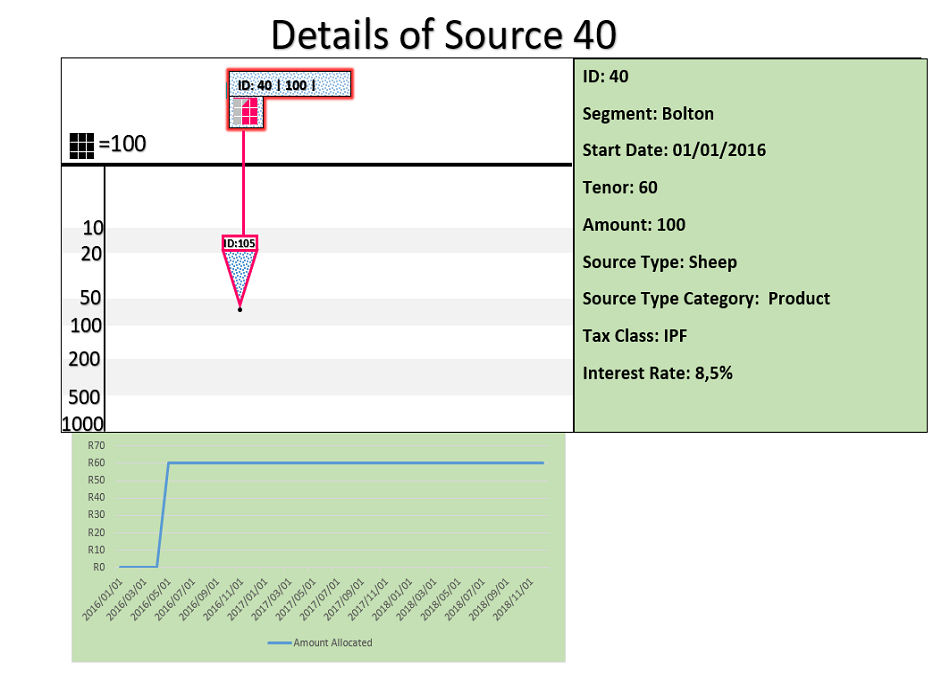 Details of Source 40
ID: 40 | 100 |
=100
ID:105
10
20
50
100
200
500
1000
ID: 40
Segment: Bolton
Start Date: 01/01/2016
Tenor: 60
Amount: 100
Source Type: Sheep
Source Type Category:  Product
Tax Class: IPF
Interest Rate: 8,5%
R70
R60
R50
R40
R30
R20
R10
R0
2016/01/01
2016/03/01
2016/05/01
2016/07/01
2016/09/01
2016/11/01
2017/01/01
2017/03/01
2017/05/01
2017/07/01
2017/09/01
2017/11/01
2018/01/01
2018/03/01
2018/05/01
2018/07/01
2018/09/01
2018/11/01
Amount Allocated